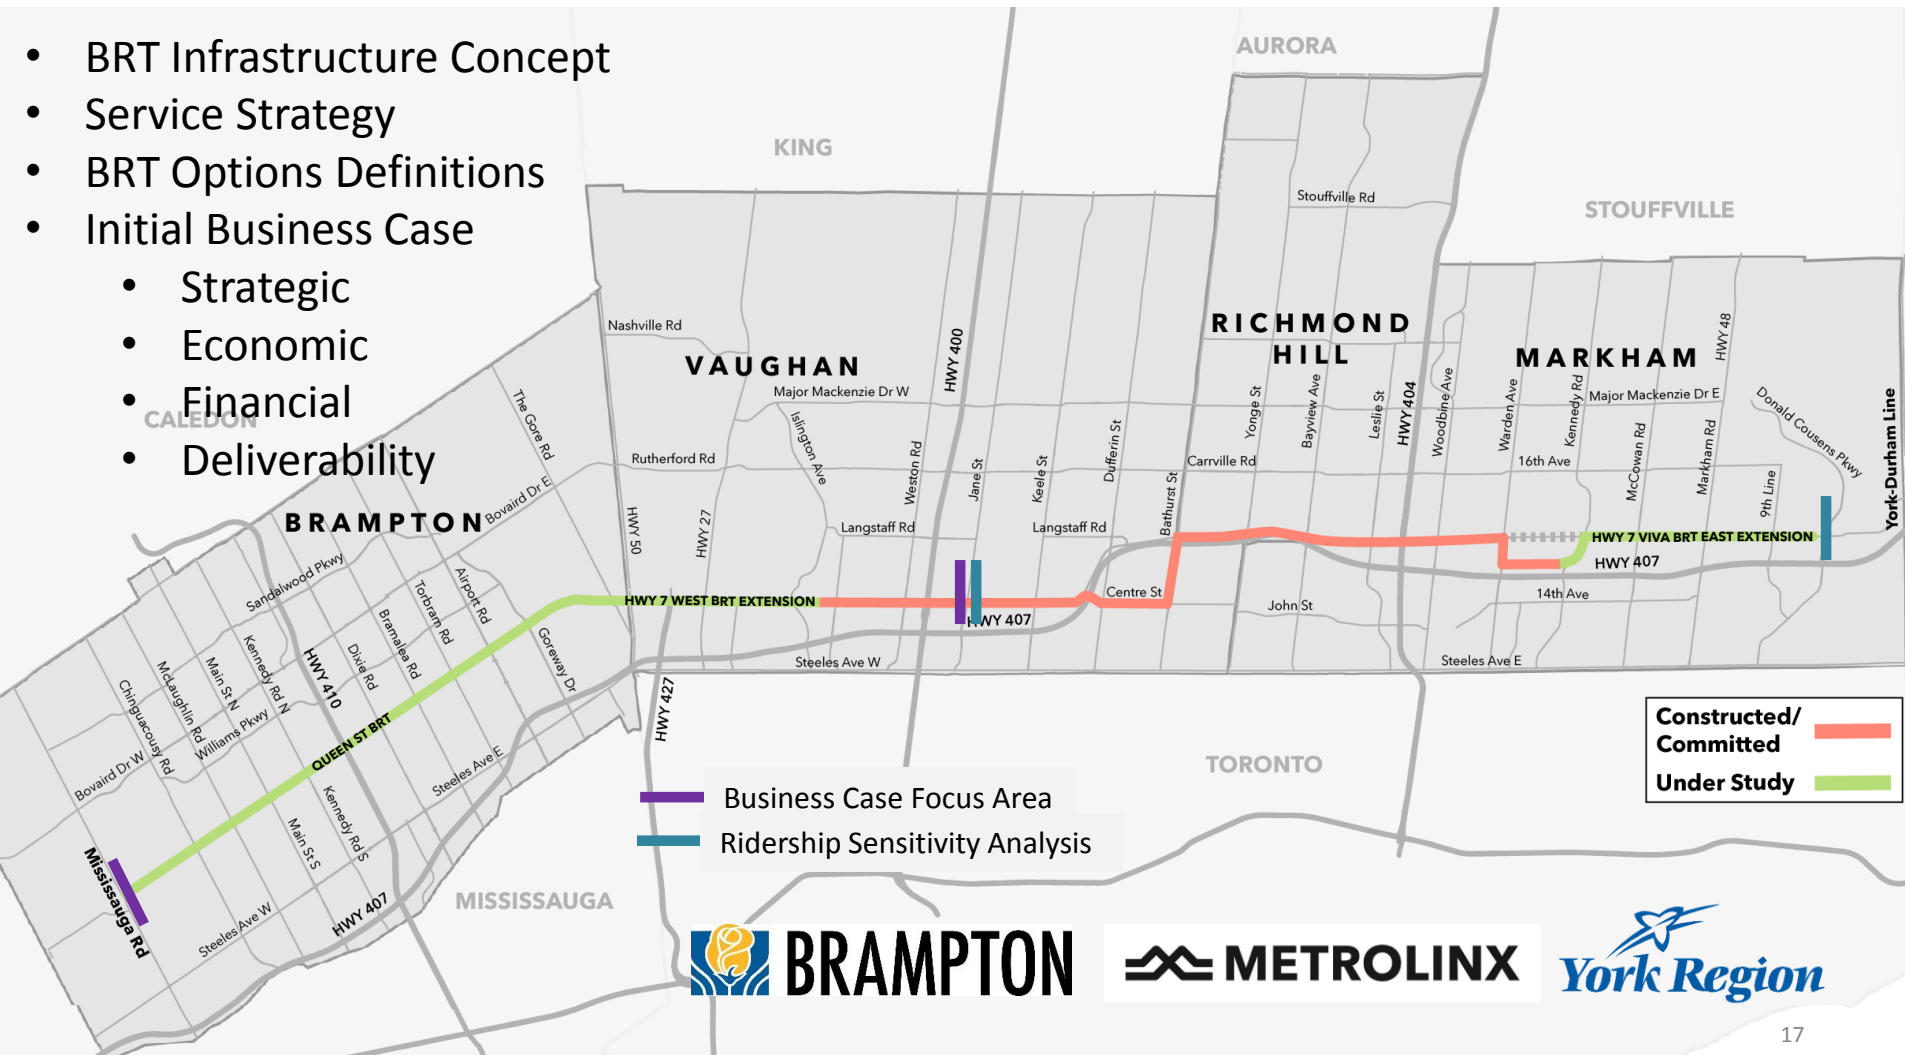 • BRT Infrastructure Concept
• Service Strategy
• BRT Options Definitions
• Initial Business Case
• Strategic
• Economic
• Financial
• Deliverability
AURORA
KING
STOUFFVILLE
CALEDON
Stouffville Rd
Nashville Rd
VAUGHAN
RICHMOND
HILL
MARKHAM
BRAMPTON
HWY 400
HWY 48
Major Mackenzie Dr W
Major Mackenzie Dr E
The Gore Rd
Islington Ave
Weston Rd
Jane St
Keele St
Dufferin St
Bathurst St
Yonge St
Bayview Ave
Leslie St
HWY 404
Woodbine Ave
Warden Ave
Kennedy Rd
McCowan Rd
Markham Rd
9th Line
Donald Cousens Pkwy
York-Durham Line
Rutherford Rd
Carrville Rd
16th Ave
Bovaird Dr E
HWY 50
HWY 27
Langstaff Rd
Langstaff Rd
HWY 7 VIVA BRT EAST EXTENSION
HWY 407
Sandalwood Pkwy
Airport Rd
Torbram Rd
Bramalea Rd
Dixie Rd
HWY 7 WEST BRT EXTENSION
Centre St
14th Ave
John St
HWY 407
Goreway Dr
Kennedy Rd N
HWY 410
Main St N
McLaughlin Rd
Chinguacousy Rd
Steeles Ave W
Steeles Ave E
HWY 427
Williams Pkwy
QUEEN ST BRT
Bovaird Dr W
Steeles Ave E
Kennedy Rd S
Main St S
Mississauga Rd
Steeles Ave W
HWY 407
TORONTO
MISSISSAUGA
Constructed/
Committed
Under Study
Business Case Focus Area
Ridership Sensitivity Analysis
BRAMPTON
METROLINX
York Region
17